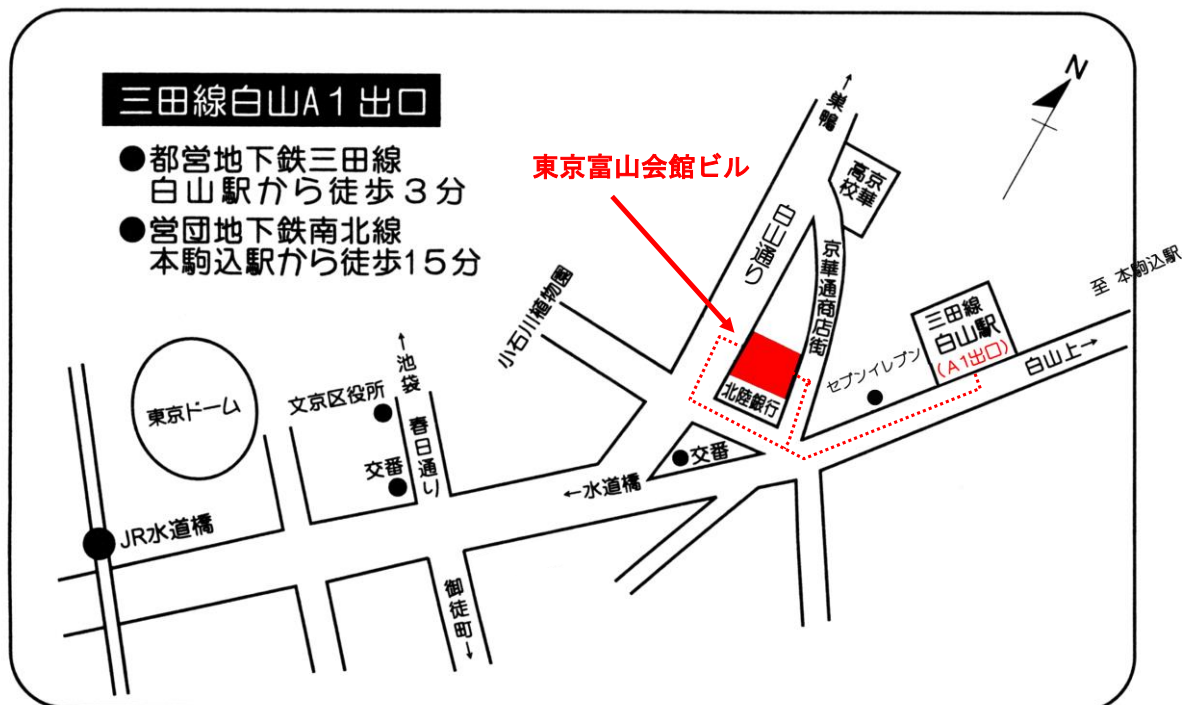 三田線白山A1出口
●都営地下鉄三田線
白山駅から徒歩3分
●営団地下鉄南北線
本駒込駅から徒歩15分
東京富山会館ビル
N
↑巣鴨
京華
高校
白山通り
京華通商店街
小石川植物園
至 本駒込駅
三田線
白山駅
(A1出口)
セブンイレブン
白山上→
北陸銀行
交番
←水道橋
↑池袋
春日通り
文京区役所
交番
東京ドーム
JR水道橋
御徒町→